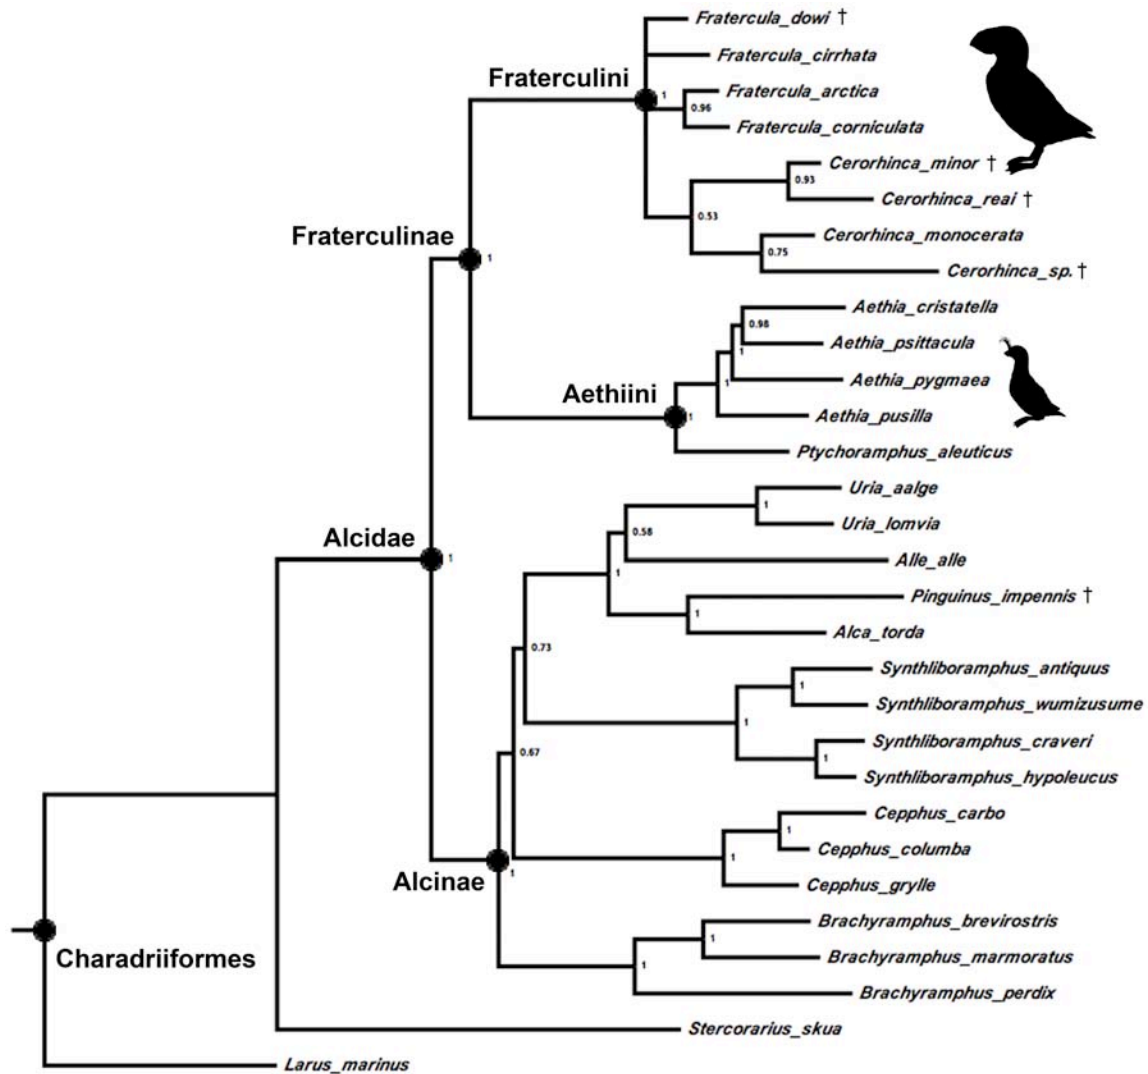 Fratercula_dowi †
Fratercula_cirrhata
Fraterculini
1
Fratercula_arctica
0.96
Fratercula_corniculata
Cerorhinca_minor †
0.93
Cerorhinca_reai †
0.53
Fraterculinae
Cerorhinca_monocerata
1
0.75
Cerorhinca_sp. †
Aethia_cristatella
0.98
Aethia_psittacula
1
Aethia_pygmaea
1
Aethiini
Aethia_pusilla
1
Ptychoramphus_aleuticus
Uria_aalge
1
Uria_lomvia
0.58
Alcidae
1
Alle_alle
1
Pinguinus_impennis †
1
Alca_torda
0.73
Synthliboramphus_antiquus
1
Synthliboramphus_wumizusume
1
Synthliboramphus_craveri
0.67
1
Synthliboramphus_hypoleucus
Cepphus_carbo
1
Cepphus_columba
1
Alcinae
1
Cepphus_grylle
Brachyramphus_brevirostris
1
Charadriiformes
Brachyramphus_marmoratus
1
Brachyramphus_perdix
Stercorarius_skua
Larus_marinus